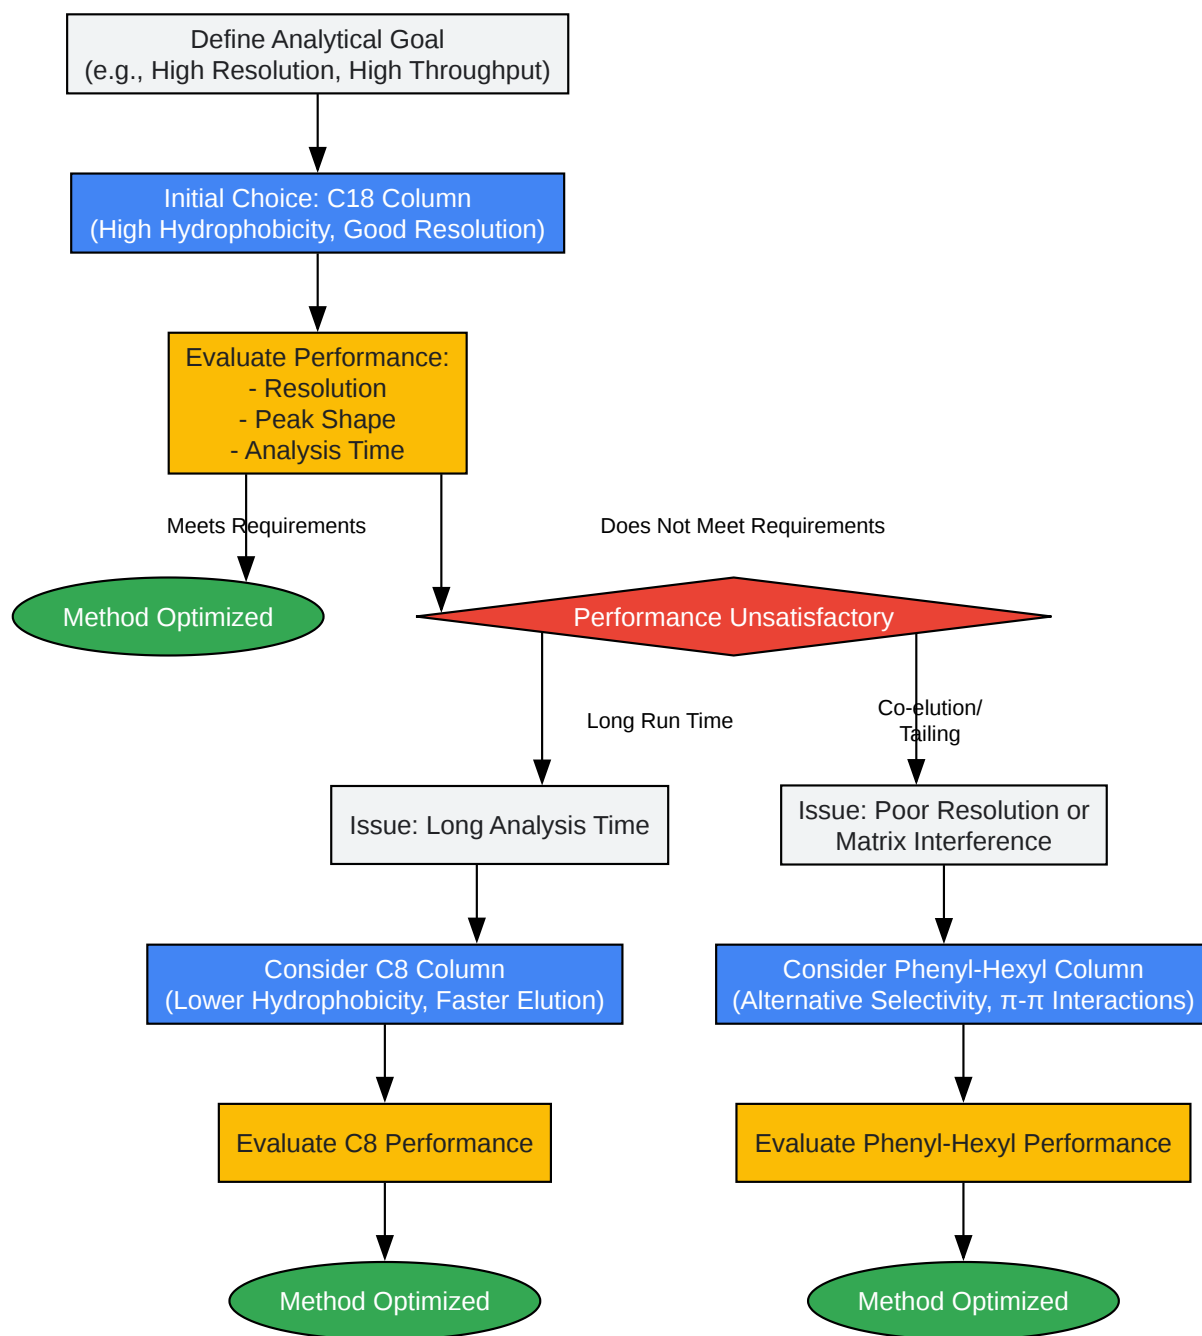 Define Analytical Goal
(e.g., High Resolution, High Throughput)
Initial Choice: C18 Column
(High Hydrophobicity, Good Resolution)
Evaluate Performance:
- Resolution
- Peak Shape
- Analysis Time
Meets Requirements
Does Not Meet Requirements
Method Optimized
Performance Unsatisfactory
Long Run Time
Co-elution/
Tailing
Issue: Long Analysis Time
Issue: Poor Resolution or
Matrix Interference
Consider C8 Column
(Lower Hydrophobicity, Faster Elution)
Consider Phenyl-Hexyl Column
(Alternative Selectivity, π-π Interactions)
Evaluate C8 Performance
Evaluate Phenyl-Hexyl Performance
Method Optimized
Method Optimized